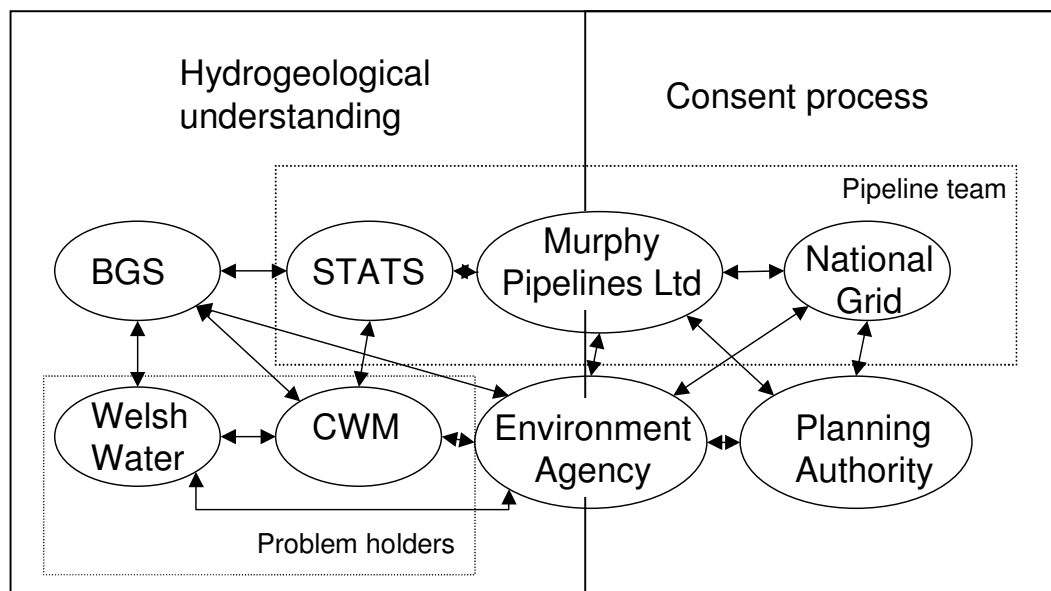 Hydrogeological
understanding
Consent process
Pipeline team
BGS
STATS
Murphy
Pipelines Ltd
National
Grid
Welsh
Water
CWM
Environment
Agency
Planning
Authority
Problem holders